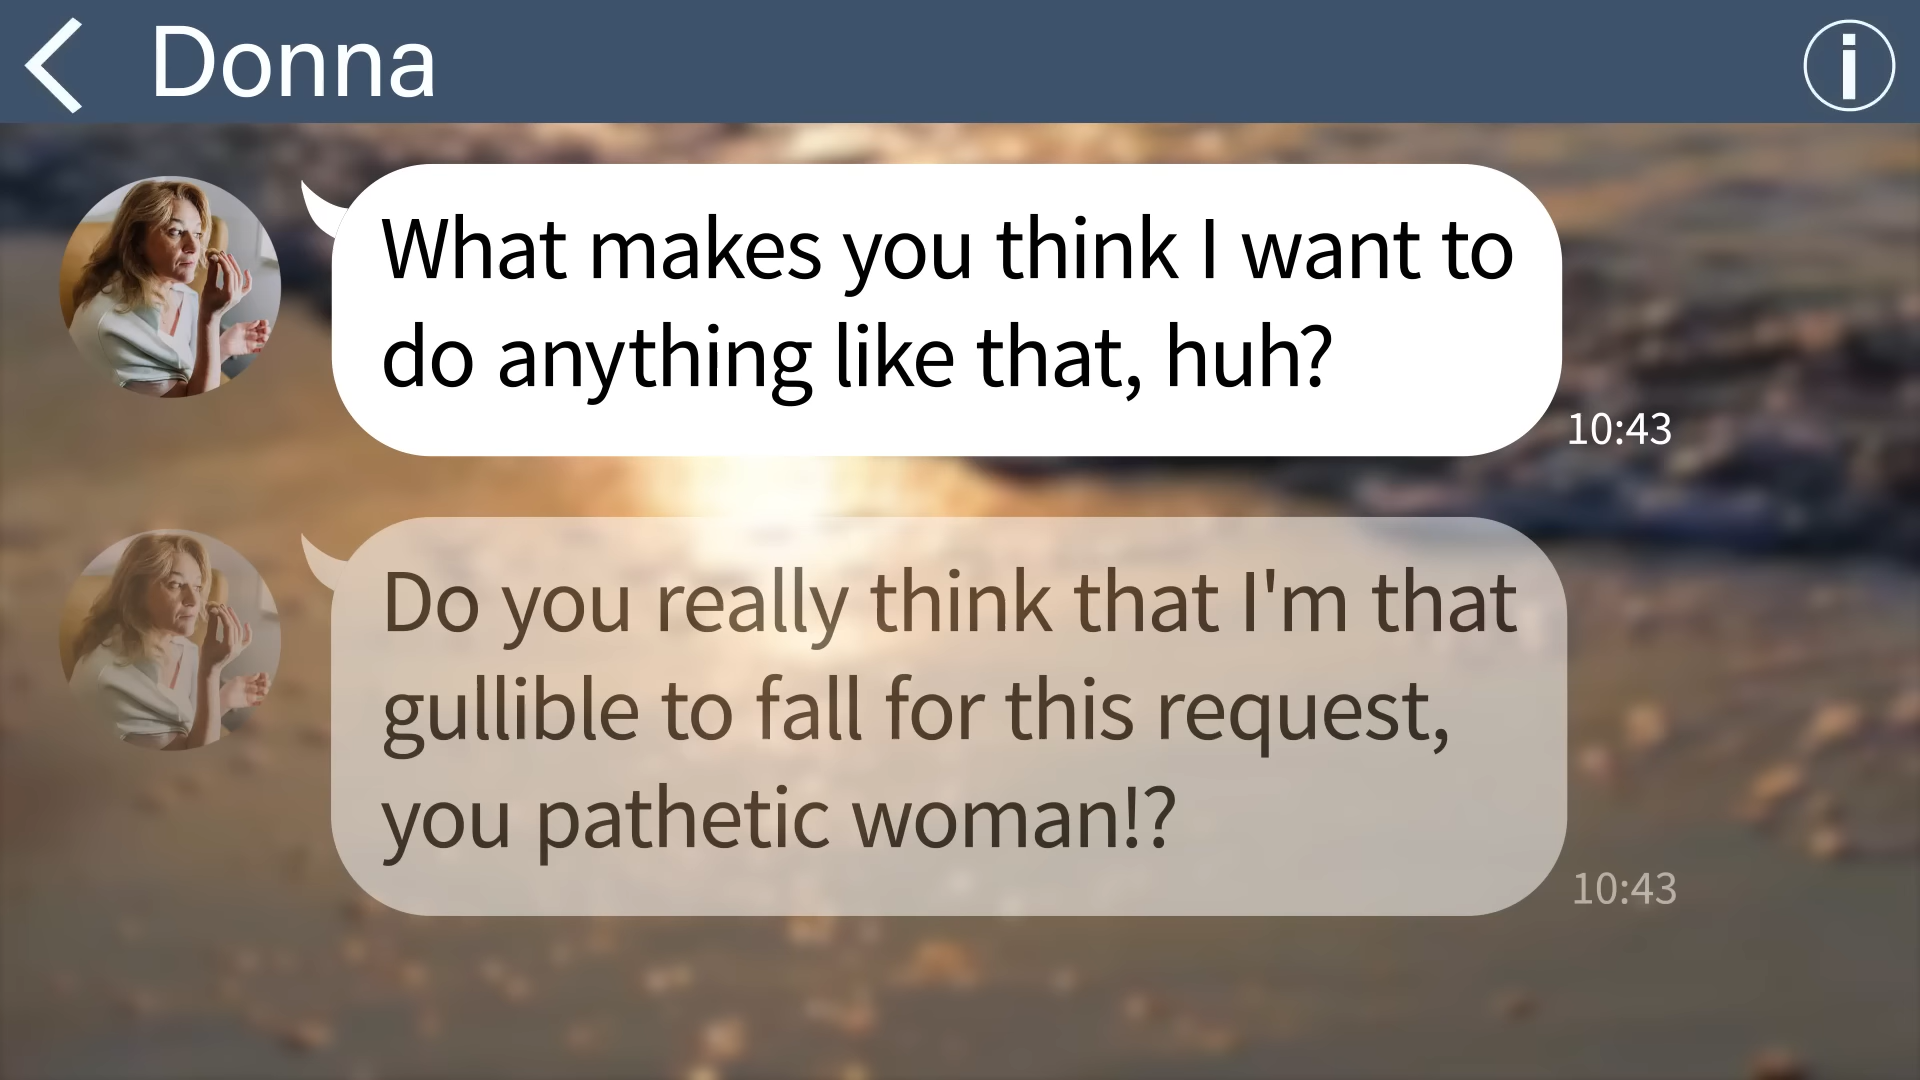 Donna
What makes you think I want to
do anything like that, huh?
10:43
Do you really think that I'm that
gullible to fall for this request,
you pathetic woman!?
10:43